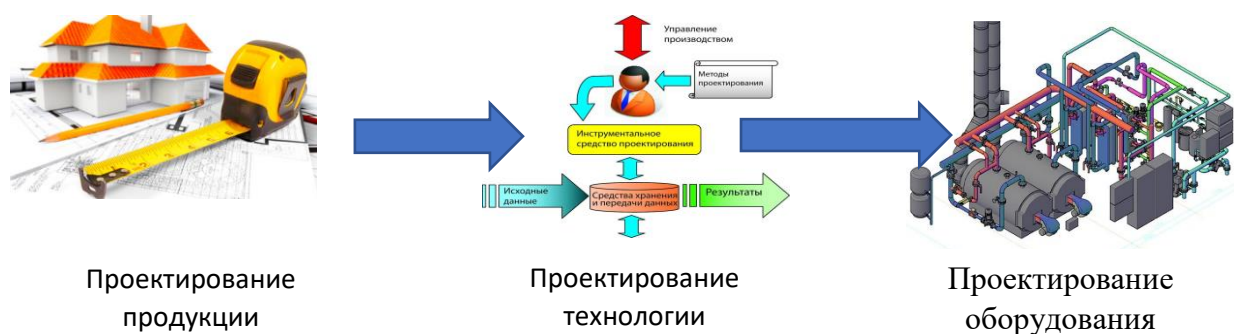 Управление
производством
Методы
проектирования
Инструментальное
средство проектирования
Исходные
данные
Средства хранения
и передачи данных
Результаты
Проектирование
продукции
Проектирование
технологии
Проектирование
оборудования